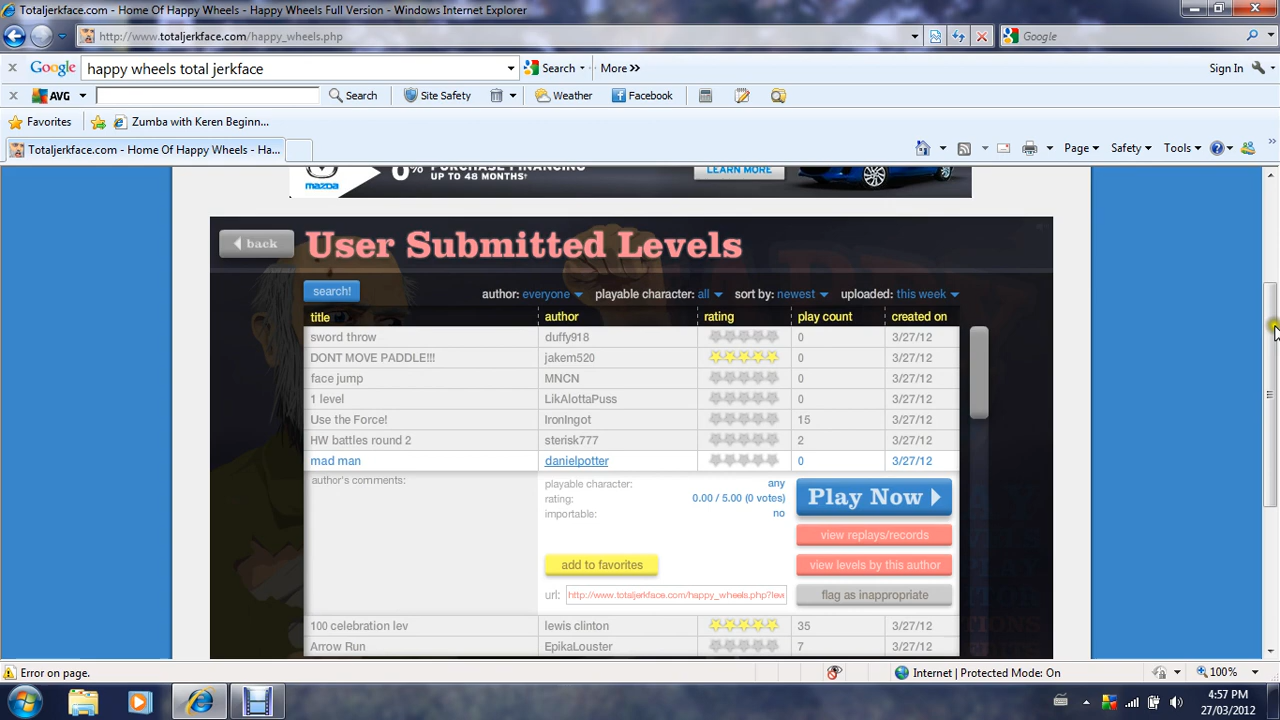 Totaljerkface.com - Home Of Happy Wheels - Happy Wheels Full Version - Windows Internet Explorer
http://www.totaljerkface.com/happy_wheels.php
Google
Google happy wheels total jerkface Search More »
Sign In
AVG Search Site Safety Weather Facebook
Favorites Zumba with Keren Beginn...
Totaljerkface.com - Home Of Happy Wheels - Ha...
Page Safety Tools
mazda 0% PURCHASE FINANCING UP TO 48 MONTHS† LEARN MORE
back User Submitted Levels
search! author: everyone playable character: all sort by: newest uploaded: this week
title author rating play count created on
sword throw duffy918 0 3/27/12
DONT MOVE PADDLE!!! jakem520 0 3/27/12
face jump MNCN 0 3/27/12
1 level LikAlottaPuss 0 3/27/12
Use the Force! IronIngot 15 3/27/12
HW battles round 2 sterisk777 2 3/27/12
mad man danielpotter 0 3/27/12
author's comments:
playable character: any
rating: 0.00 / 5.00 (0 votes)
importable: no
Play Now
view replays/records
add to favorites
view levels by this author
url: http://www.totaljerkface.com/happy_wheels.php?lev
flag as inappropriate
100 celebration lev lewis clinton 35 3/27/12
Arrow Run EpikaLouster 7 3/27/12
Error on page.
Internet | Protected Mode: On
100%
4:57 PM
27/03/2012